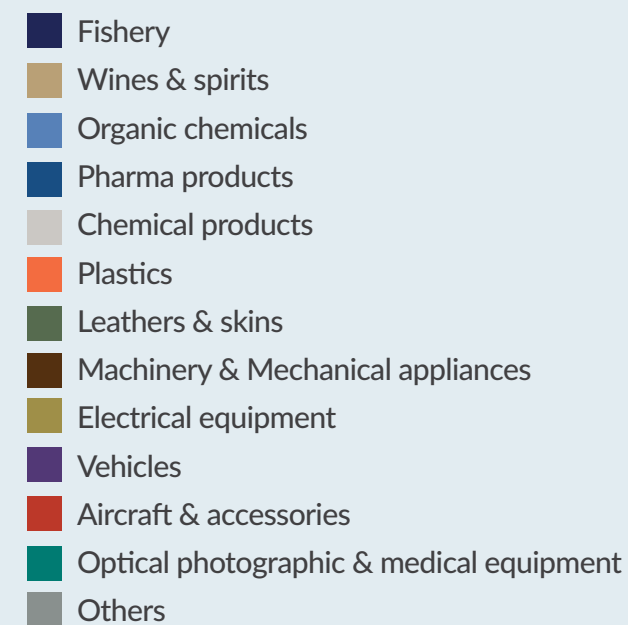 Fishery
Wines & spirits
Organic chemicals
Pharma products
Chemical products
Plastics
Leathers & skins
Machinery & Mechanical appliances
Electrical equipment
Vehicles
Aircraft & accessories
Optical photographic & medical equipment
Others